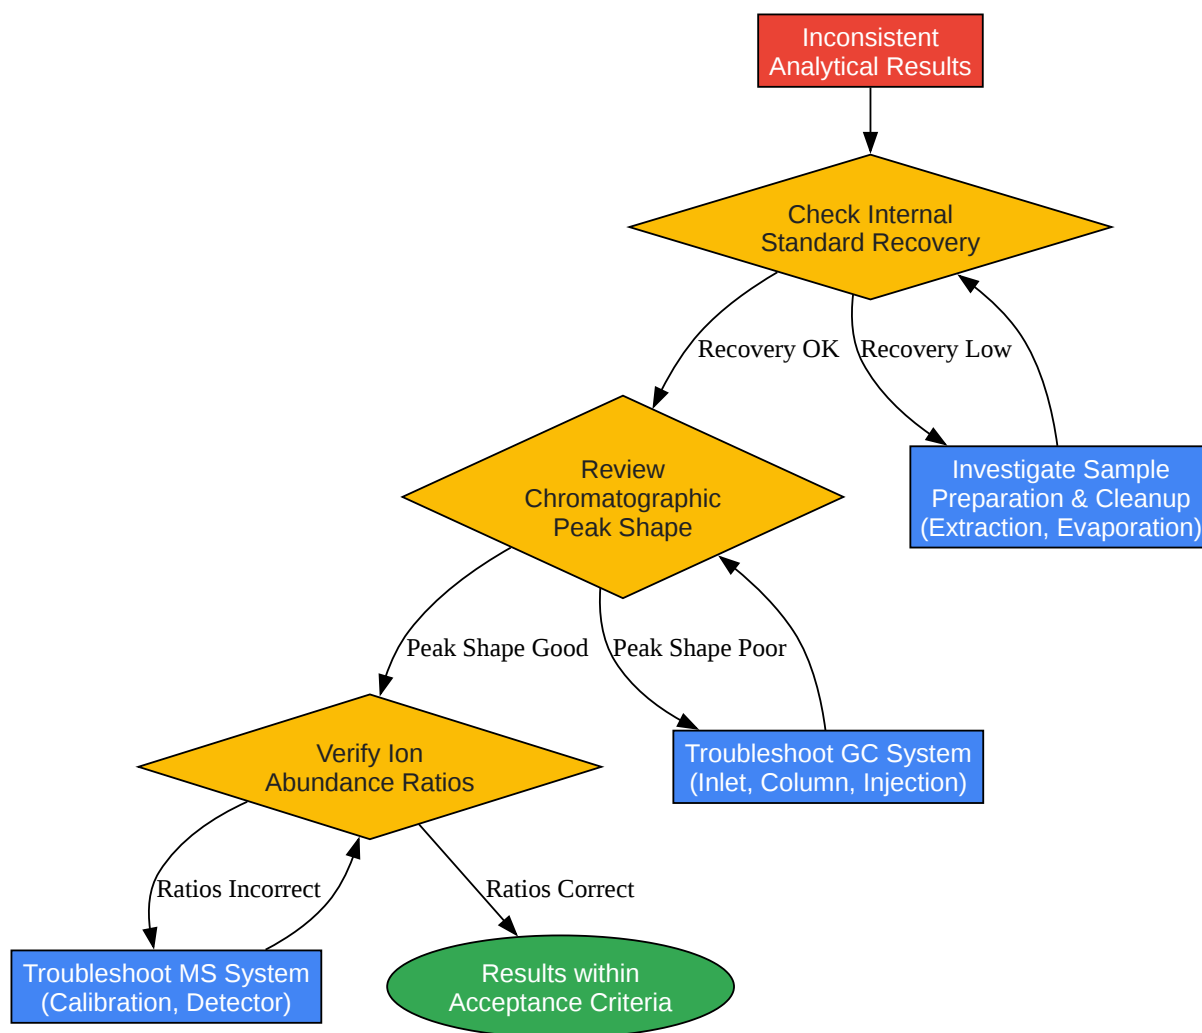 Inconsistent
Analytical Results
Check Internal
Standard Recovery
Recovery OK
Recovery Low
Review
Chromatographic
Peak Shape
Investigate Sample
Preparation & Cleanup
(Extraction, Evaporation)
Peak Shape Good
Peak Shape Poor
Verify Ion
Abundance Ratios
Troubleshoot GC System
(Inlet, Column, Injection)
Ratios Incorrect
Ratios Correct
Troubleshoot MS System
(Calibration, Detector)
Results within
Acceptance Criteria